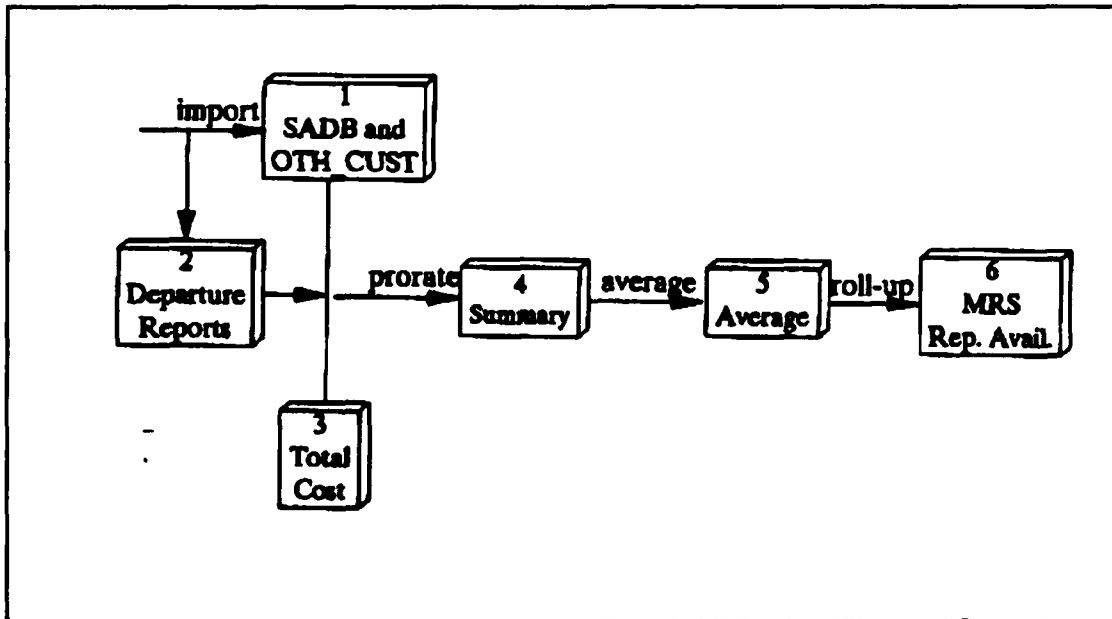 import
1
SADB and
OTH_CUST
2
Departure
Reports
prorate
4
Summary
average
5
Average
roll-up
6
MRS
Rep. Avail.
3
Total
Cost